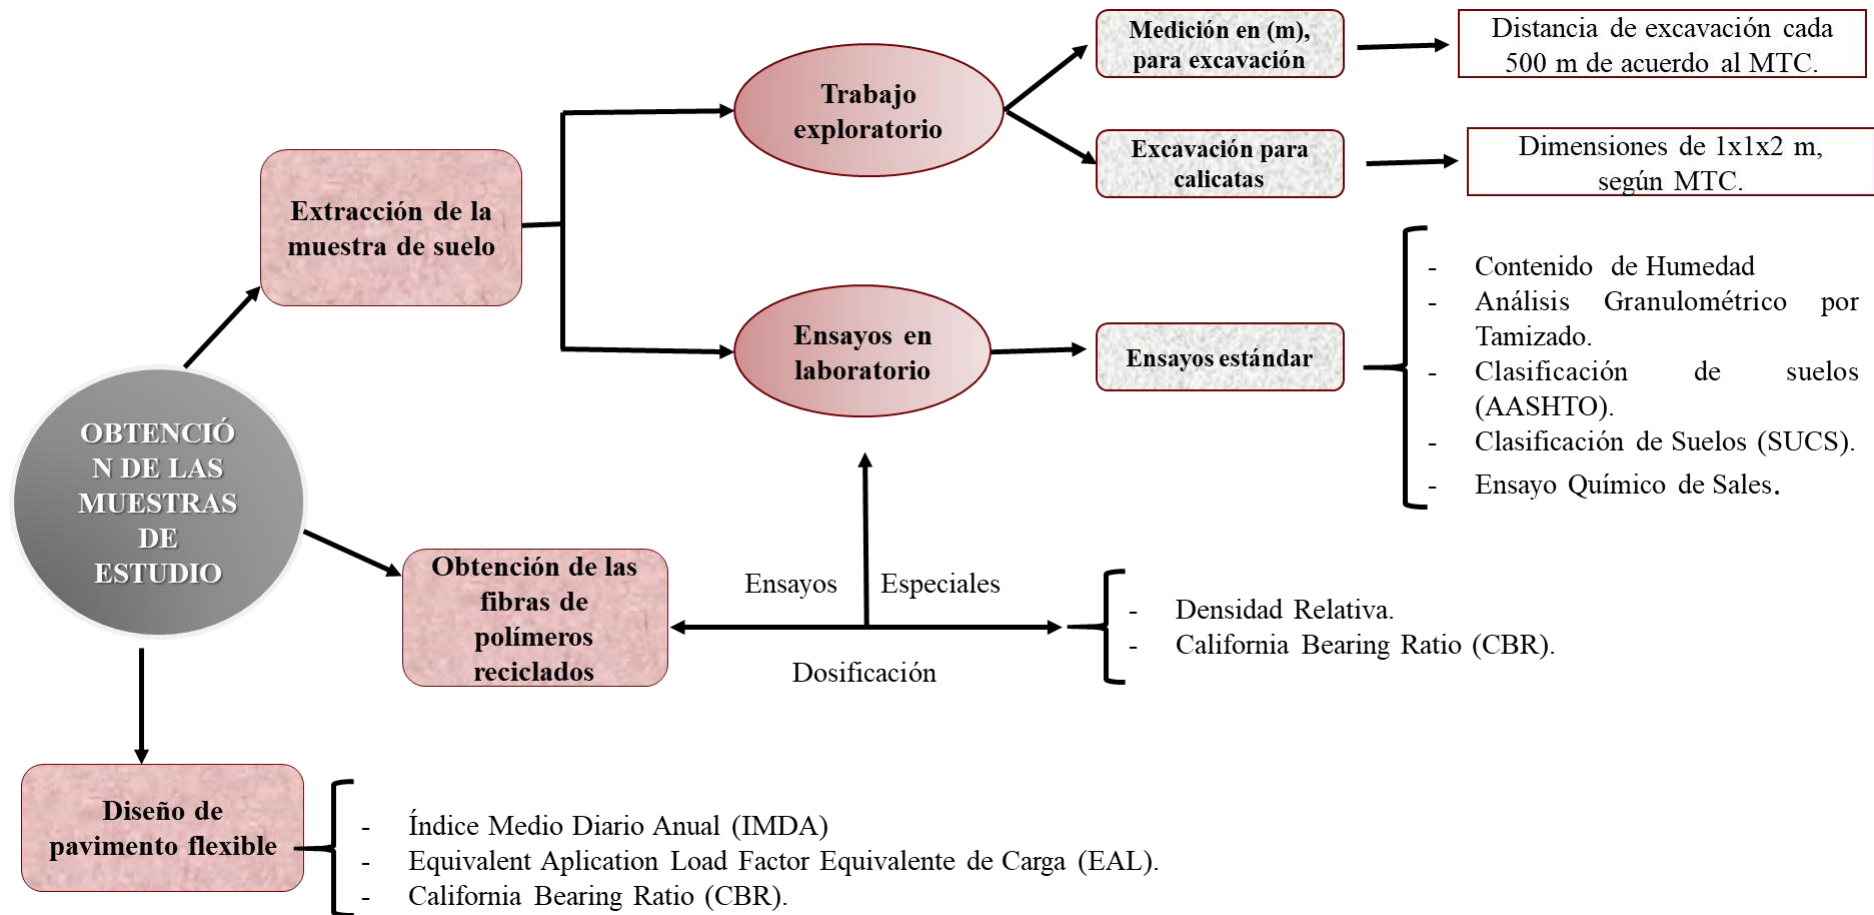 OBTENCIÓ
N DE LAS
MUESTRAS
DE
ESTUDIO
Extracción de la
muestra de suelo
Trabajo
exploratorio
Medición en (m),
para excavación
Distancia de excavación cada
500 m de acuerdo al MTC.
Excavación para
calicatas
Dimensiones de 1x1x2 m,
según MTC.
Ensayos en
laboratorio
Ensayos estándar
- Contenido de Humedad
- Análisis Granulométrico por
Tamizado.
- Clasificación de suelos
(AASHTO).
- Clasificación de Suelos (SUCS).
- Ensayo Químico de Sales.
Obtención de las
fibras de
polímeros
reciclados
Ensayos Especiales
Dosificación
- Densidad Relativa.
- California Bearing Ratio (CBR).
Diseño de
pavimento flexible
- Índice Medio Diario Anual (IMDA)
- Equivalent Aplication Load Factor Equivalente de Carga (EAL).
- California Bearing Ratio (CBR).